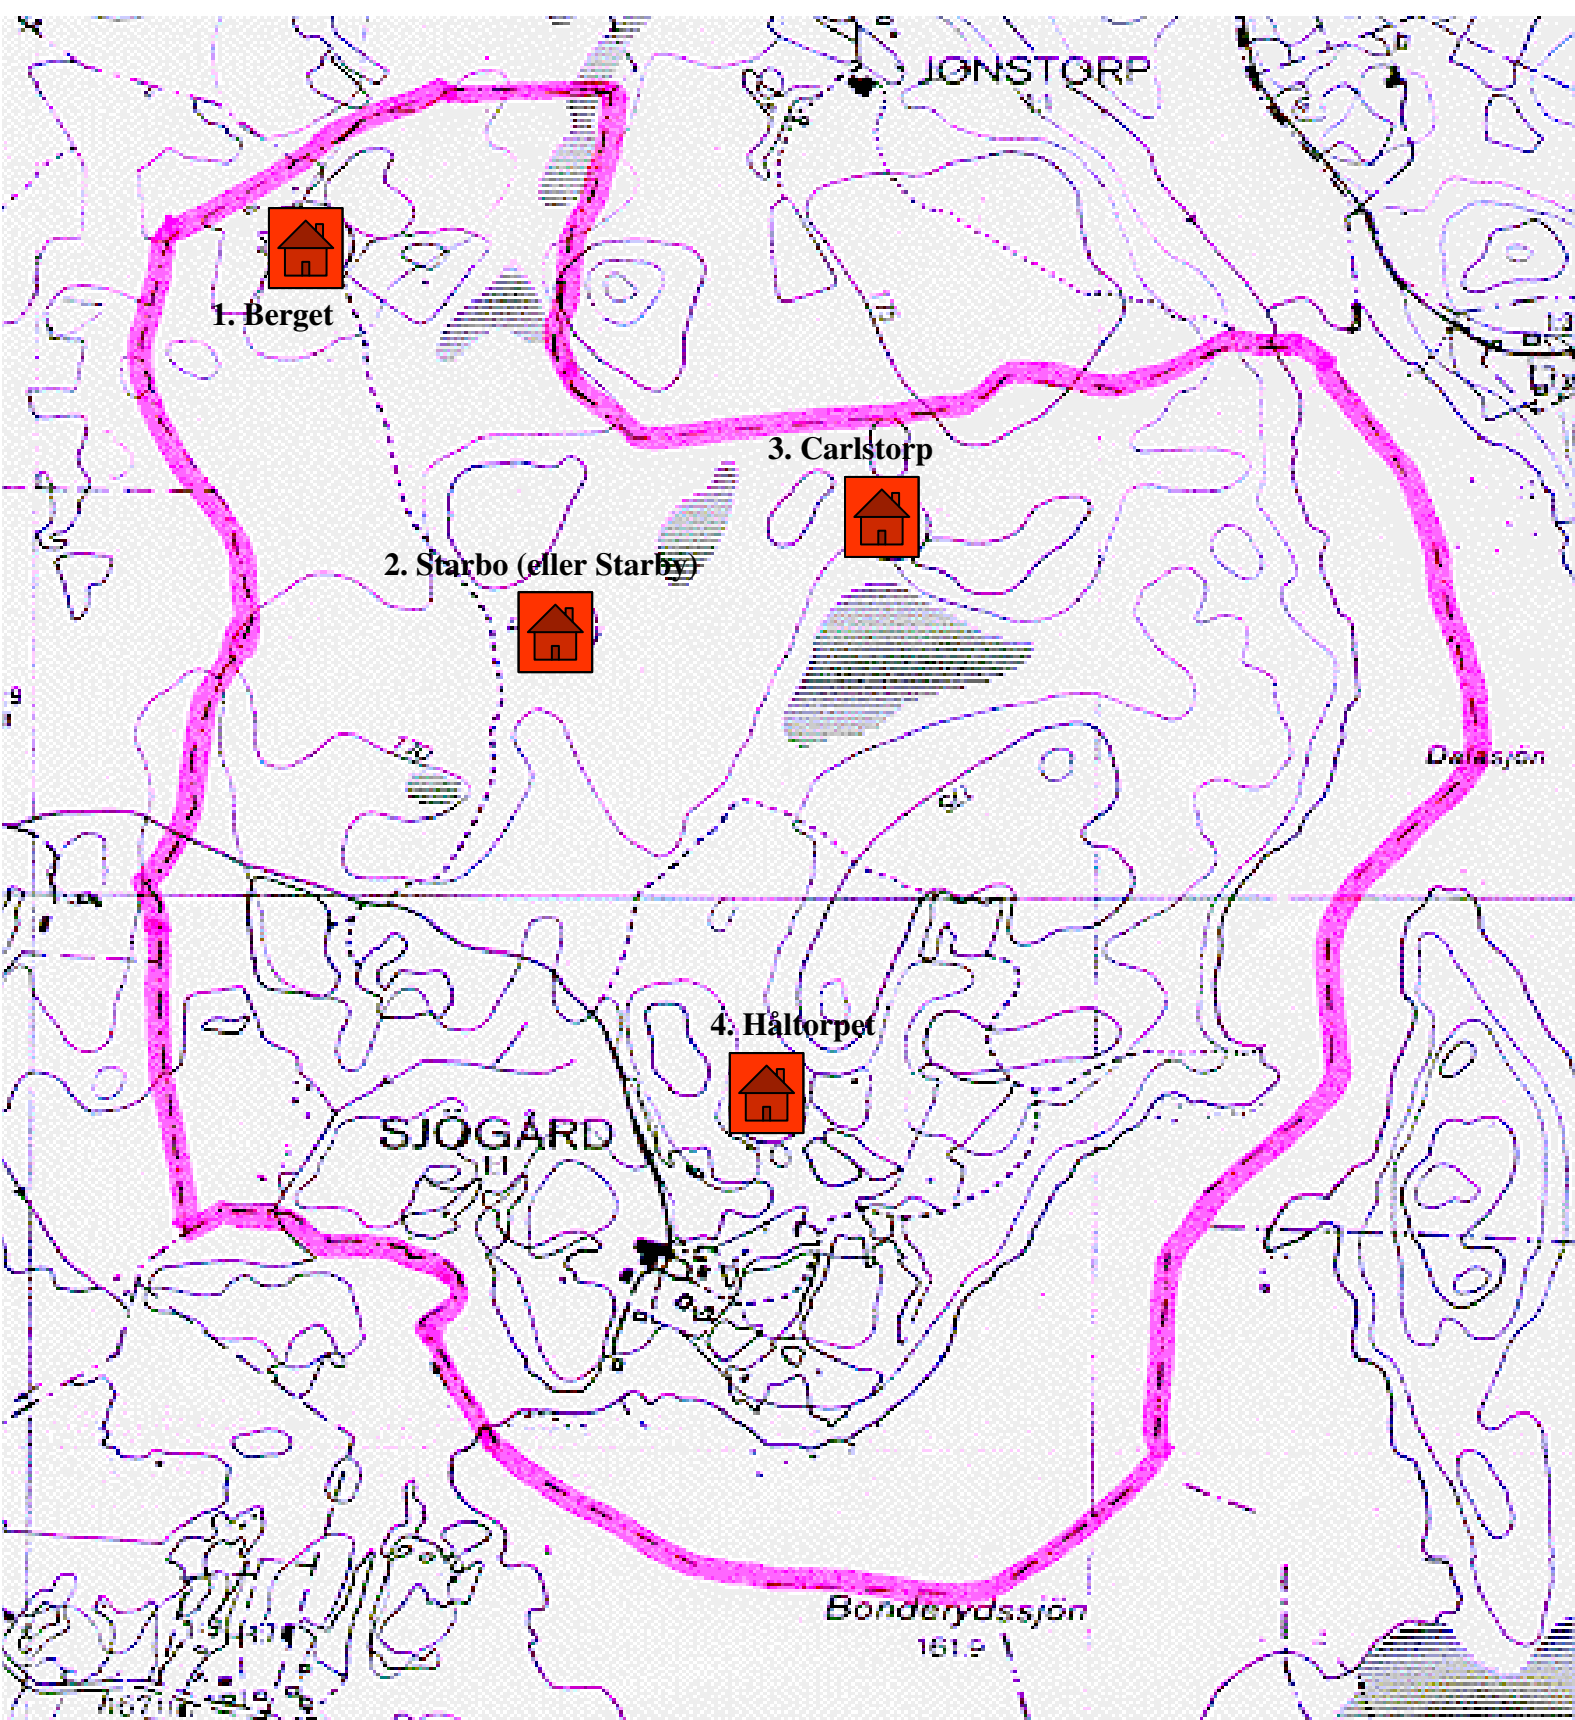 JONSTORP
1. Berget
3. Carlstorp
2. Starbo (eller Starby)
Dalasjön
4. Håltorpet
SJÖGÅRD
Bonderydssjön
161.9